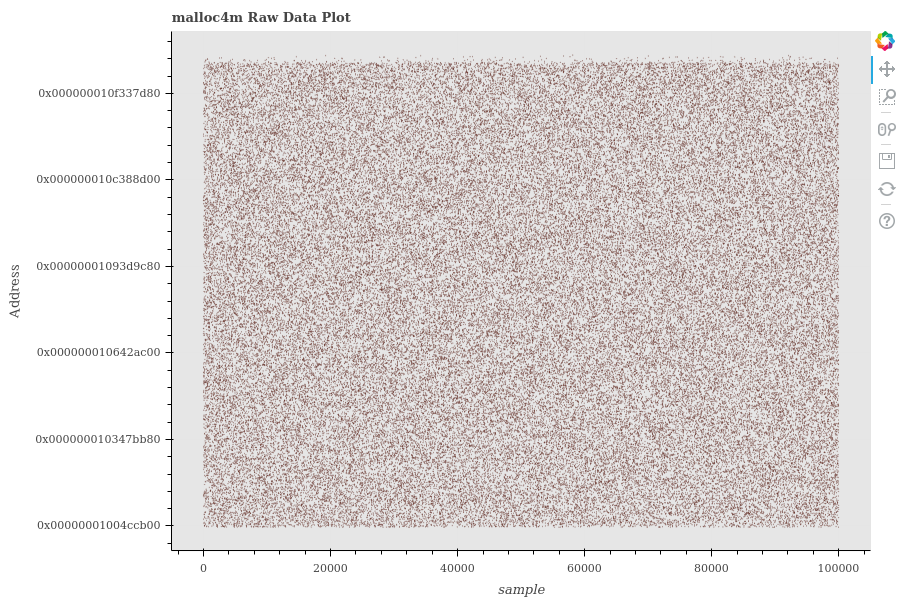 malloc4m Raw Data Plot
0x000000010f337d80
0x000000010c388d00
0x00000001093d9c80
0x000000010642ac00
0x000000010347bb80
0x00000001004ccb00
Address
0 20000 40000 60000 80000 100000
sample